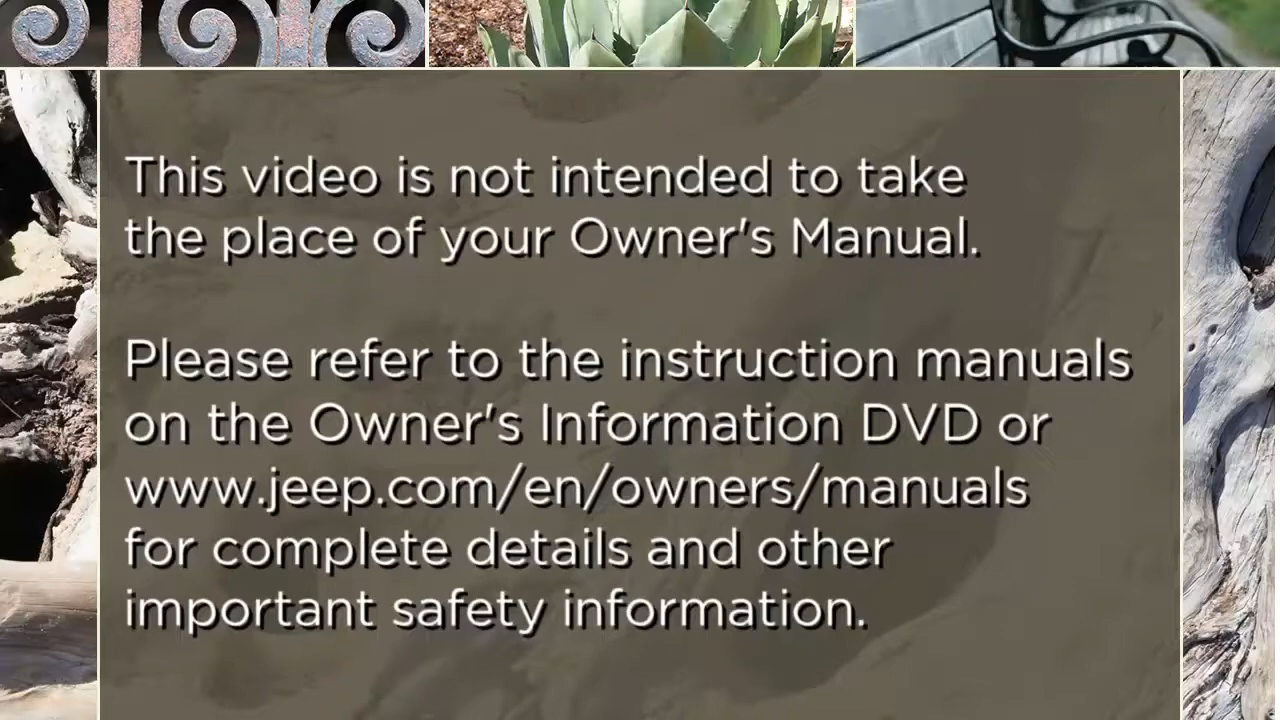 This video is not intended to take
the place of your Owner's Manual.
Please refer to the instruction manuals
on the Owner's Information DVD or
www.jeep.com/en/owners/manuals
for complete details and other
important safety information.